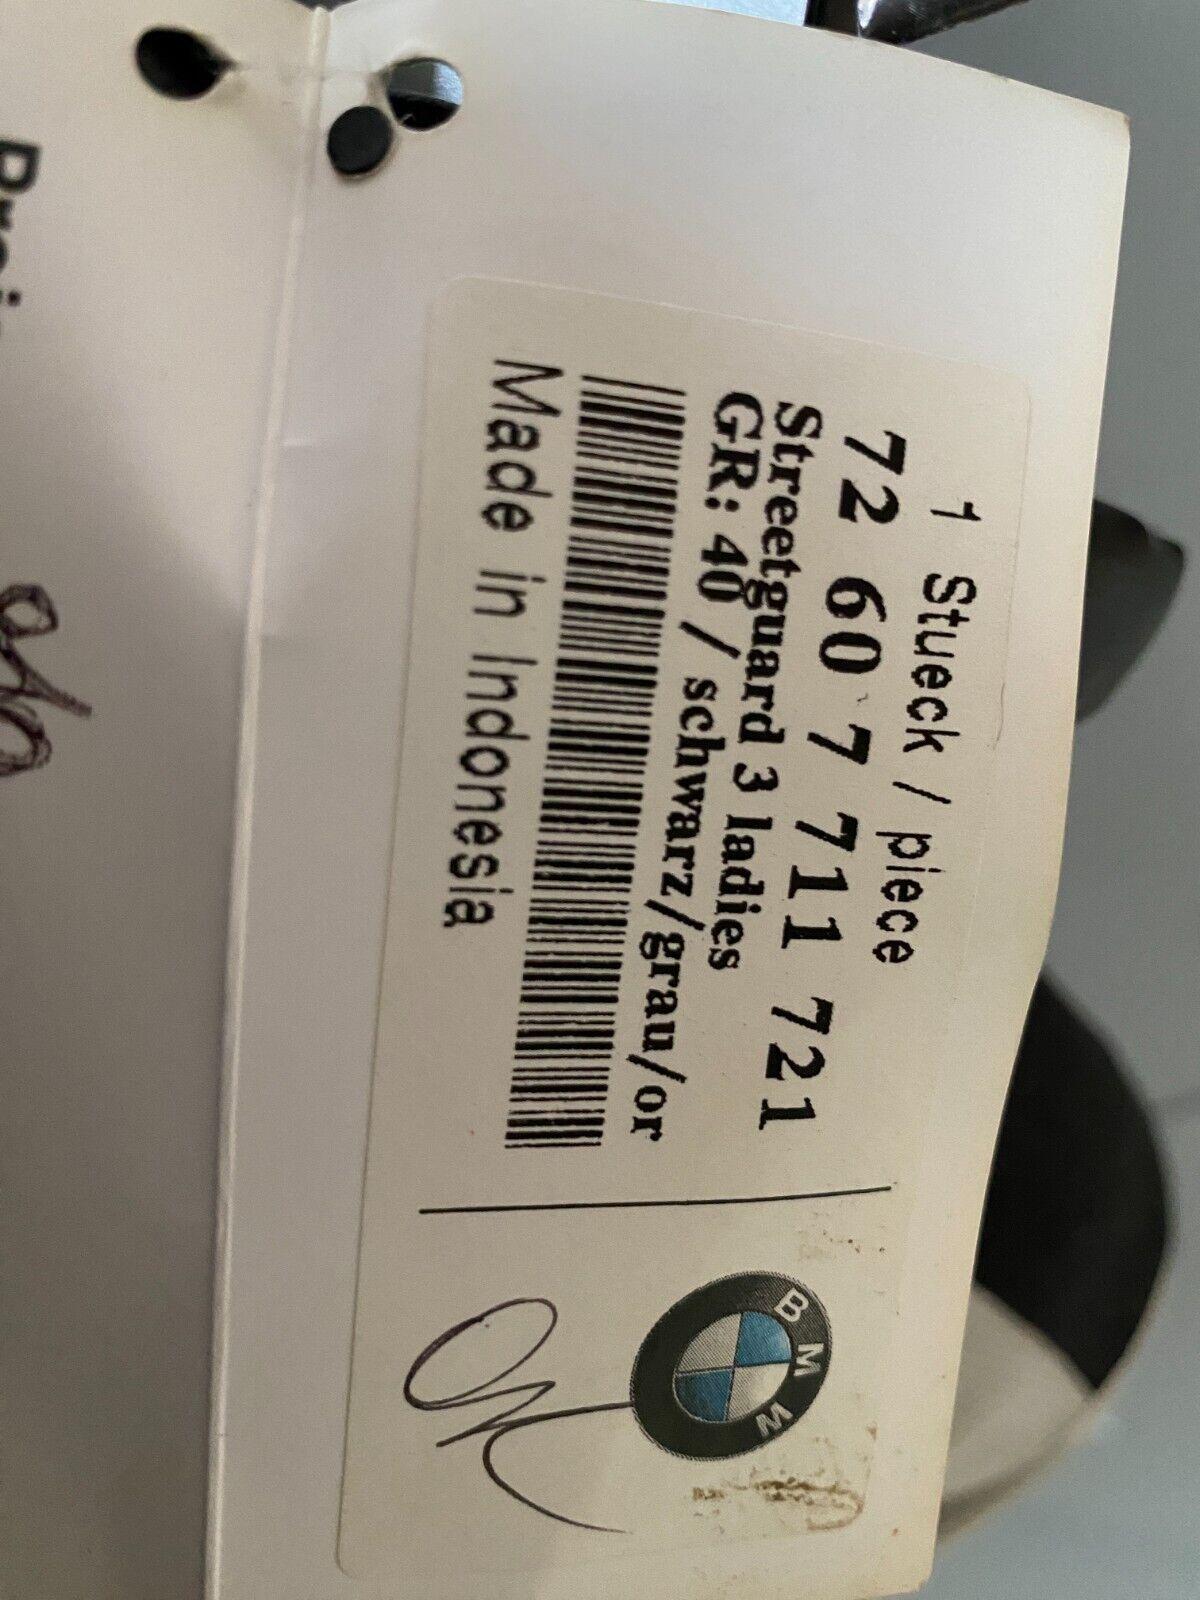 1 Stueck / piece
72 60 7 711 721
Streetguard 3 ladies
GR: 40 / schwarz/grau/or
Made in Indonesia
BMW
OK